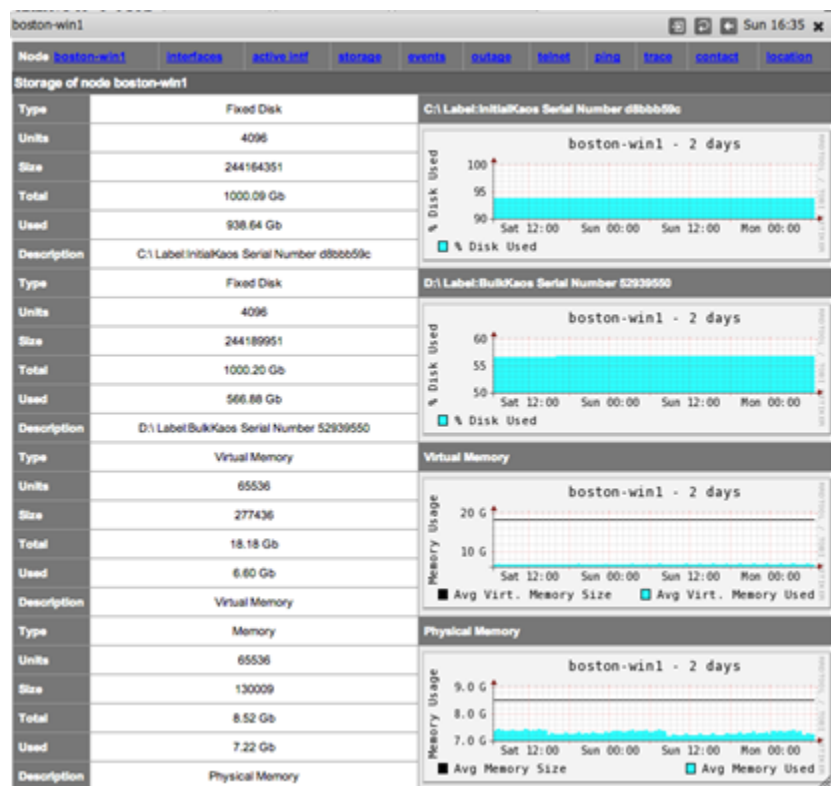 boston-win1
Sun 16:35
Node boston-win1 interfaces active intf storage events outage telnet ping trace contact location
Storage of node boston-win1
Type Fixed Disk
Units 4096
Size 244164351
Total 1000.09 Gb
Used 938.64 Gb
Description C:\ Label:InitialKaos Serial Number d8bbb59c
C:\ Label:InitialKaos Serial Number d8bbb59c
boston-win1 - 2 days
% Disk Used
100
95
90
Sat 12:00 Sun 00:00 Sun 12:00 Mon 00:00
% Disk Used
Type Fixed Disk
Units 4096
Size 244189951
Total 1000.20 Gb
Used 566.88 Gb
Description D:\ Label:BulkKaos Serial Number 52939550
D:\ Label:BulkKaos Serial Number 52939550
boston-win1 - 2 days
% Disk Used
60
55
50
Sat 12:00 Sun 00:00 Sun 12:00 Mon 00:00
% Disk Used
Type Virtual Memory
Units 65536
Size 277436
Total 18.18 Gb
Used 6.60 Gb
Description Virtual Memory
Virtual Memory
boston-win1 - 2 days
Memory Usage
20 G
10 G
Sat 12:00 Sun 00:00 Sun 12:00 Mon 00:00
Avg Virt. Memory Size Avg Virt. Memory Used
Type Memory
Units 65536
Size 130009
Total 8.52 Gb
Used 7.22 Gb
Description Physical Memory
Physical Memory
boston-win1 - 2 days
Memory Usage
9.0 G
8.0 G
7.0 G
Sat 12:00 Sun 00:00 Sun 12:00 Mon 00:00
Avg Memory Size Avg Memory Used